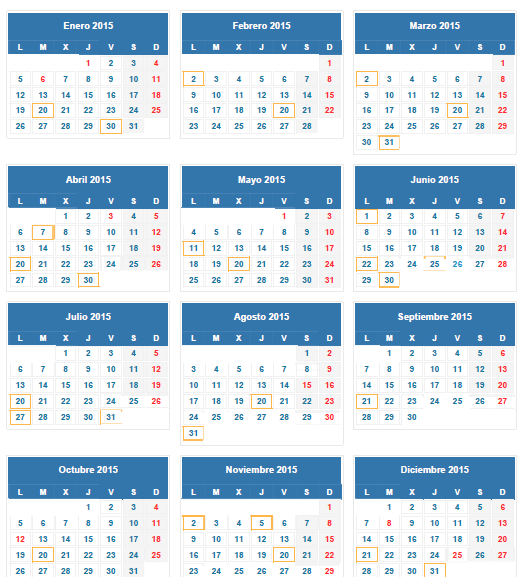 Enero 2015
L M X J V S D
1 2 3 4
5 6 7 8 9 10 11
12 13 14 15 16 17 18
19 20 21 22 23 24 25
26 27 28 29 30 31
Febrero 2015
L M X J V S D
1
2 3 4 5 6 7 8
9 10 11 12 13 14 15
16 17 18 19 20 21 22
23 24 25 26 27 28
Marzo 2015
L M X J V S D
1
2 3 4 5 6 7 8
9 10 11 12 13 14 15
16 17 18 19 20 21 22
23 24 25 26 27 28 29
30 31
Abril 2015
L M X J V S D
1 2 3 4 5
6 7 8 9 10 11 12
13 14 15 16 17 18 19
20 21 22 23 24 25 26
27 28 29 30
Mayo 2015
L M X J V S D
1 2 3
4 5 6 7 8 9 10
11 12 13 14 15 16 17
18 19 20 21 22 23 24
25 26 27 28 29 30 31
Junio 2015
L M X J V S D
1 2 3 4 5 6 7
8 9 10 11 12 13 14
15 16 17 18 19 20 21
22 23 24 25 26 27 28
29 30
Julio 2015
L M X J V S D
1 2 3 4 5
6 7 8 9 10 11 12
13 14 15 16 17 18 19
20 21 22 23 24 25 26
27 28 29 30 31
Agosto 2015
L M X J V S D
1 2
3 4 5 6 7 8 9
10 11 12 13 14 15 16
17 18 19 20 21 22 23
24 25 26 27 28 29 30
31
Septiembre 2015
L M X J V S D
1 2 3 4 5 6
7 8 9 10 11 12 13
14 15 16 17 18 19 20
21 22 23 24 25 26 27
28 29 30
Octubre 2015
L M X J V S D
1 2 3 4
5 6 7 8 9 10 11
12 13 14 15 16 17 18
19 20 21 22 23 24 25
26 27 28 29 30 31
Noviembre 2015
L M X J V S D
1
2 3 4 5 6 7 8
9 10 11 12 13 14 15
16 17 18 19 20 21 22
23 24 25 26 27 28 29
Diciembre 2015
L M X J V S D
1 2 3 4 5 6
7 8 9 10 11 12 13
14 15 16 17 18 19 20
21 22 23 24 25 26 27
28 29 30 31